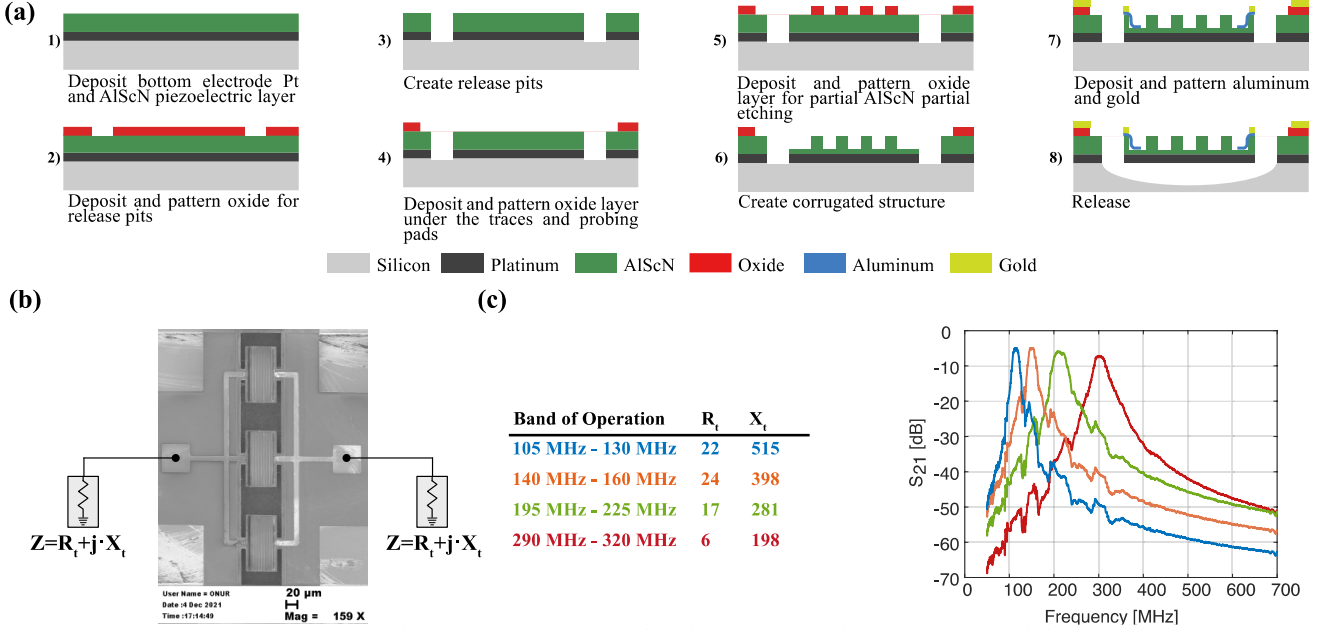 (a)
1)
Deposit bottom electrode Pt
and AlScN piezoelectric layer
2)
Deposit and pattern oxide for
release pits
3)
Create release pits
4)
Deposit and pattern oxide layer
under the traces and probing
pads
5)
Deposit and pattern oxide
layer for partial AlScN partial
etching
6)
Create corrugated structure
7)
Deposit and pattern aluminum
and gold
8)
Release
Silicon Platinum AlScN Oxide Aluminum Gold
(b)
Z=Rt+j·Xt
Z=Rt+j·Xt
User Name = ONUR
Date :4 Dec 2021
Time :17:14:49
20 µm
Mag = 159 X
(c)
Band of Operation Rt Xt
105 MHz - 130 MHz 22 515
140 MHz - 160 MHz 24 398
195 MHz - 225 MHz 17 281
290 MHz - 320 MHz 6 198
S21 [dB]
0
-10
-20
-30
-40
-50
-60
-70
0 100 200 300 400 500 600 700
Frequency [MHz]